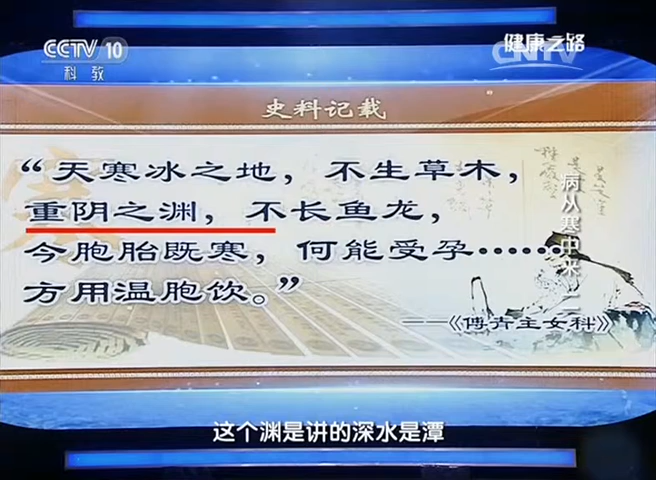 CCTV 10
科教
健康之路
CNTV
史料记载
“天寒冰之地，不生草木，
重阴之渊，不长鱼龙，
今胞胎既寒，何能受孕……
方用温胞饮。”
——《傅青主女科》
病从寒中来
这个渊是讲的深水是潭